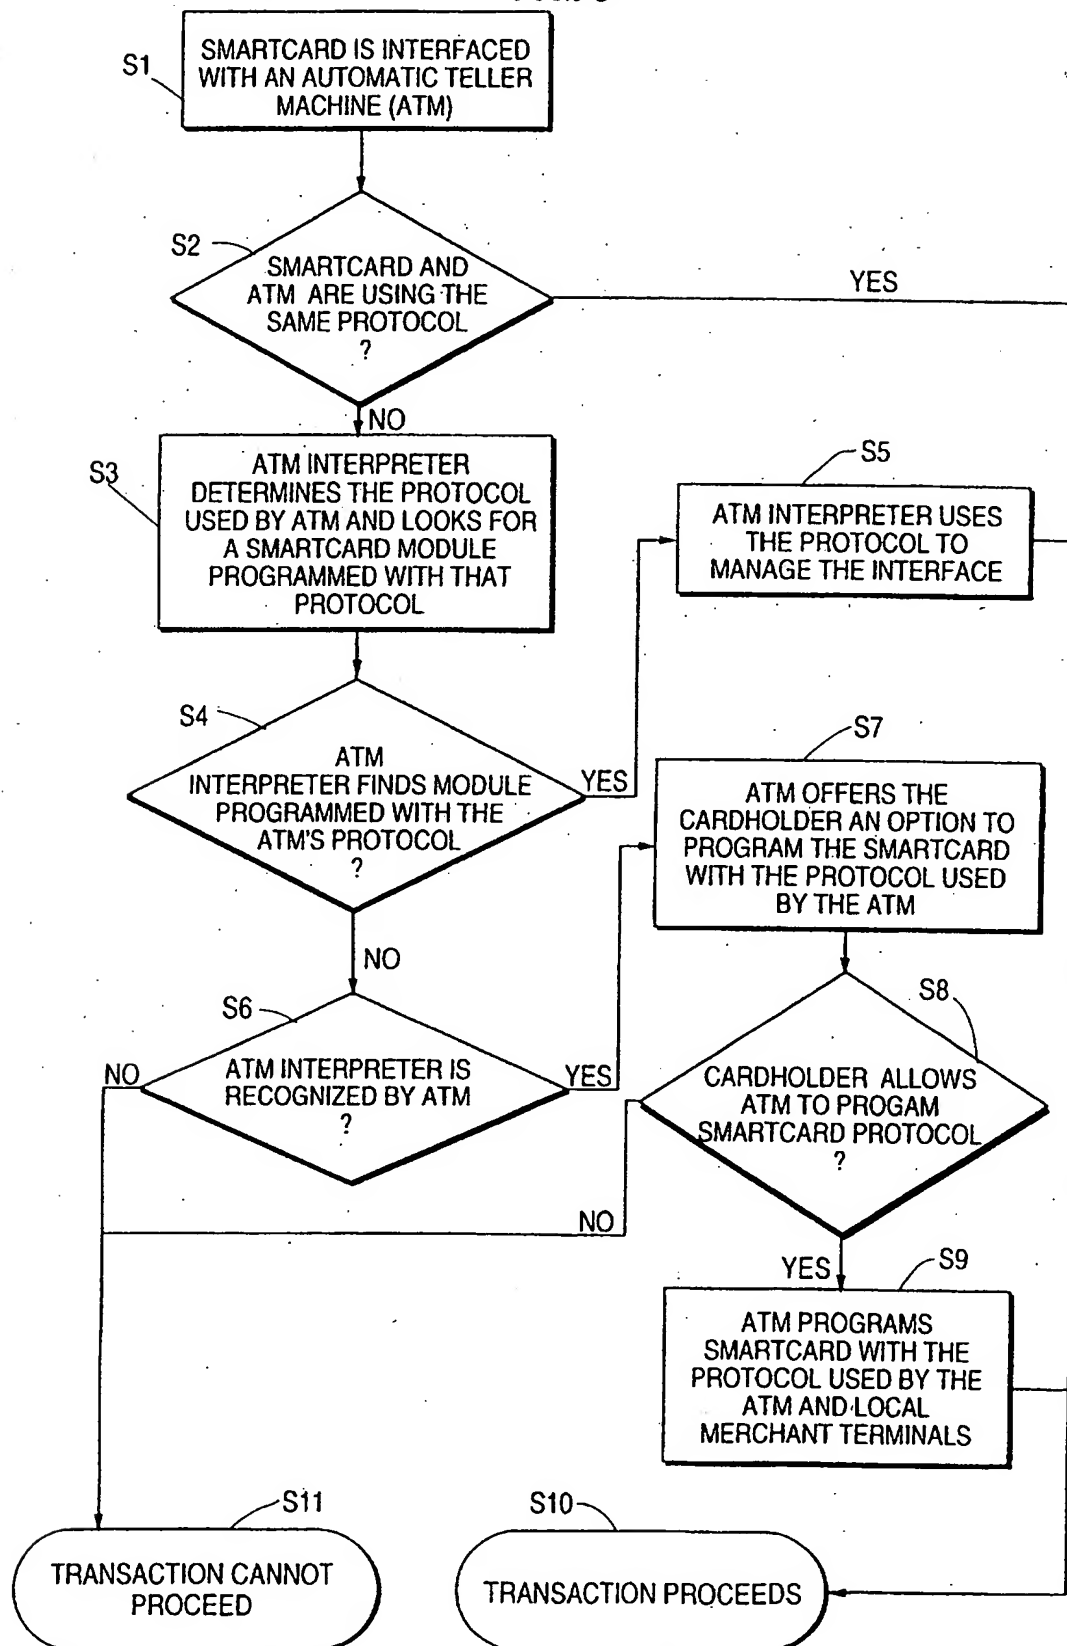 S1
SMARTCARD IS INTERFACED
WITH AN AUTOMATIC TELLER
MACHINE (ATM)
S2
SMARTCARD AND
ATM ARE USING THE
SAME PROTOCOL
?
YES
NO
S3
ATM INTERPRETER
DETERMINES THE PROTOCOL
USED BY ATM AND LOOKS FOR
A SMARTCARD MODULE
PROGRAMMED WITH THAT
PROTOCOL
S5
ATM INTERPRETER USES
THE PROTOCOL TO
MANAGE THE INTERFACE
S4
ATM
INTERPRETER FINDS MODULE
PROGRAMMED WITH THE
ATM'S PROTOCOL
?
YES
NO
S7
ATM OFFERS THE
CARDHOLDER AN OPTION TO
PROGRAM THE SMARTCARD
WITH THE PROTOCOL USED
BY THE ATM
S6
ATM INTERPRETER IS
RECOGNIZED BY ATM
?
NO
YES
S8
CARDHOLDER ALLOWS
ATM TO PROGAM
SMARTCARD PROTOCOL
?
NO
YES
S9
ATM PROGRAMS
SMARTCARD WITH THE
PROTOCOL USED BY THE
ATM AND LOCAL
MERCHANT TERMINALS
S11
TRANSACTION CANNOT
PROCEED
S10
TRANSACTION PROCEEDS